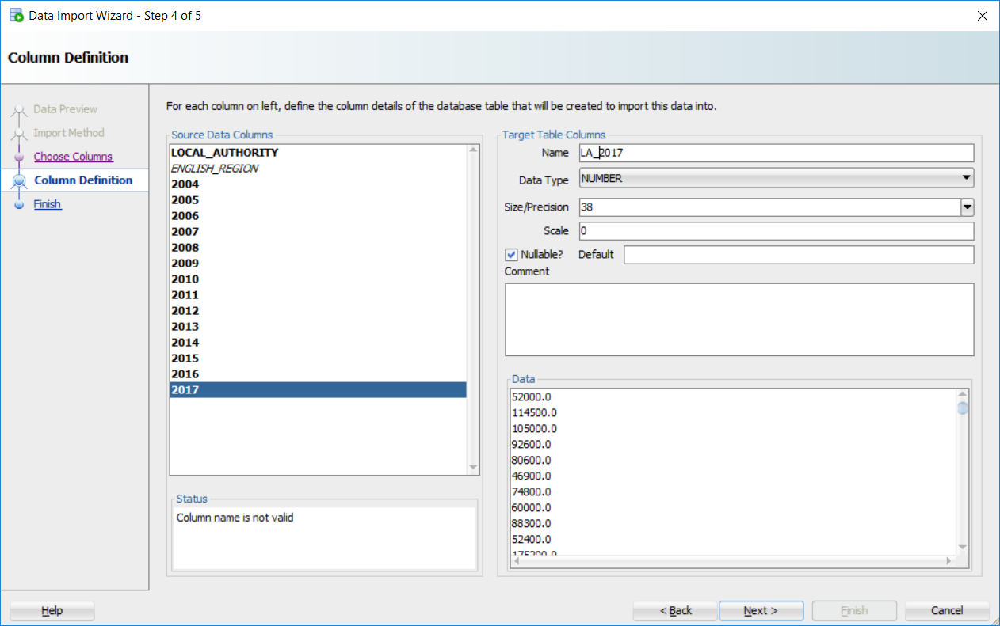 Data Import Wizard - Step 4 of 5
Column Definition
Data Preview
Import Method
Choose Columns
Column Definition
Finish
For each column on left, define the column details of the database table that will be created to import this data into.
Source Data Columns
LOCAL_AUTHORITY
ENGLISH_REGION
2004
2005
2006
2007
2008
2009
2010
2011
2012
2013
2014
2015
2016
2017
Status
Column name is not valid
Target Table Columns
Name LA_2017
Data Type NUMBER
Size/Precision 38
Scale 0
Nullable? Default
Comment
Data
52000.0
114500.0
105000.0
92600.0
80600.0
46900.0
74800.0
60000.0
88300.0
52400.0
Help < Back Next > Finish Cancel